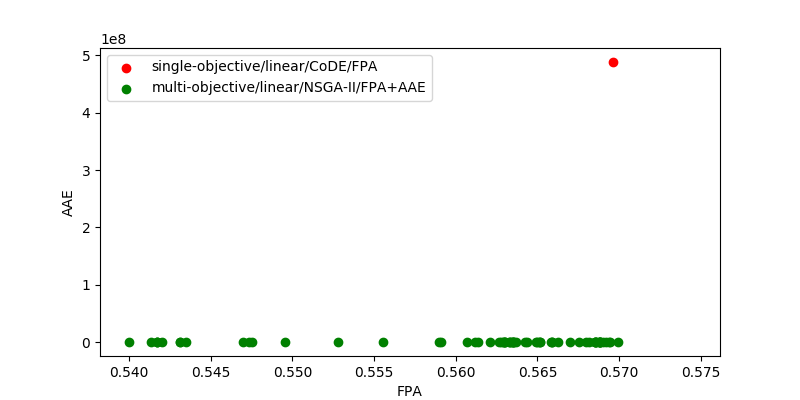 1e8
single-objective/linear/CoDE/FPA
multi-objective/linear/NSGA-II/FPA+AAE
5
4
3
2
1
0
AAE
0.540 0.545 0.550 0.555 0.560 0.565 0.570 0.575
FPA